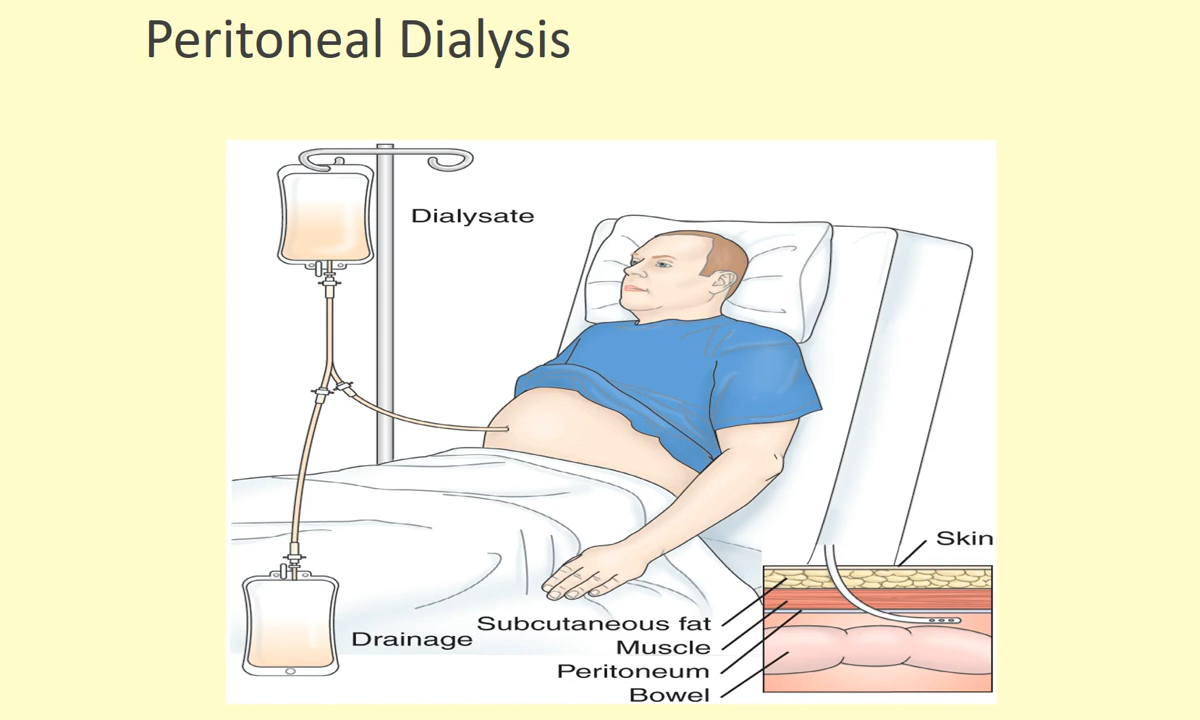 Peritoneal Dialysis
Dialysate
Skin
Subcutaneous fat
Drainage
Muscle
Peritoneum
Bowel